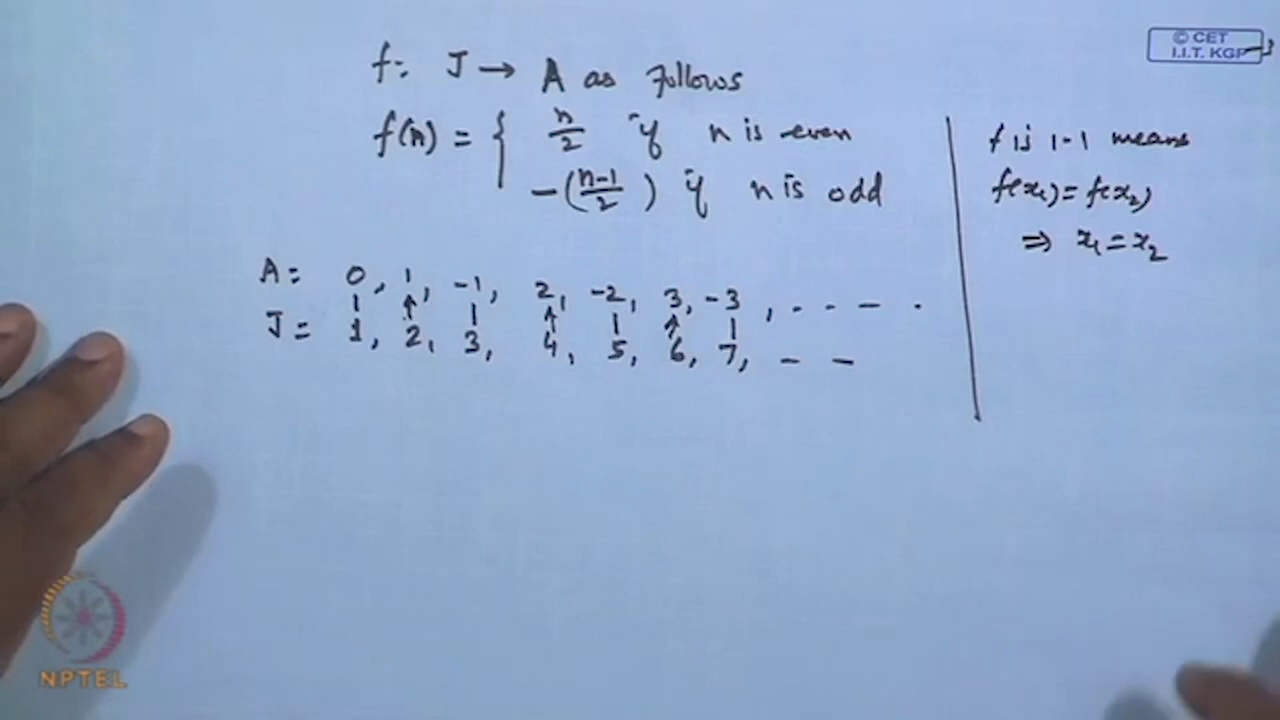 © CET
I.I.T. KGP
f: J → A as follows
f(n) = { n/2 if n is even
-(n-1/2) if n is odd
f is 1-1 means
f(x₁) = f(x₂)
⇒ x₁ = x₂
A: 0, 1, -1, 2, -2, 3, -3, . . - .
J = 1, 2, 3, 4, 5, 6, 7, - -
NPTEL